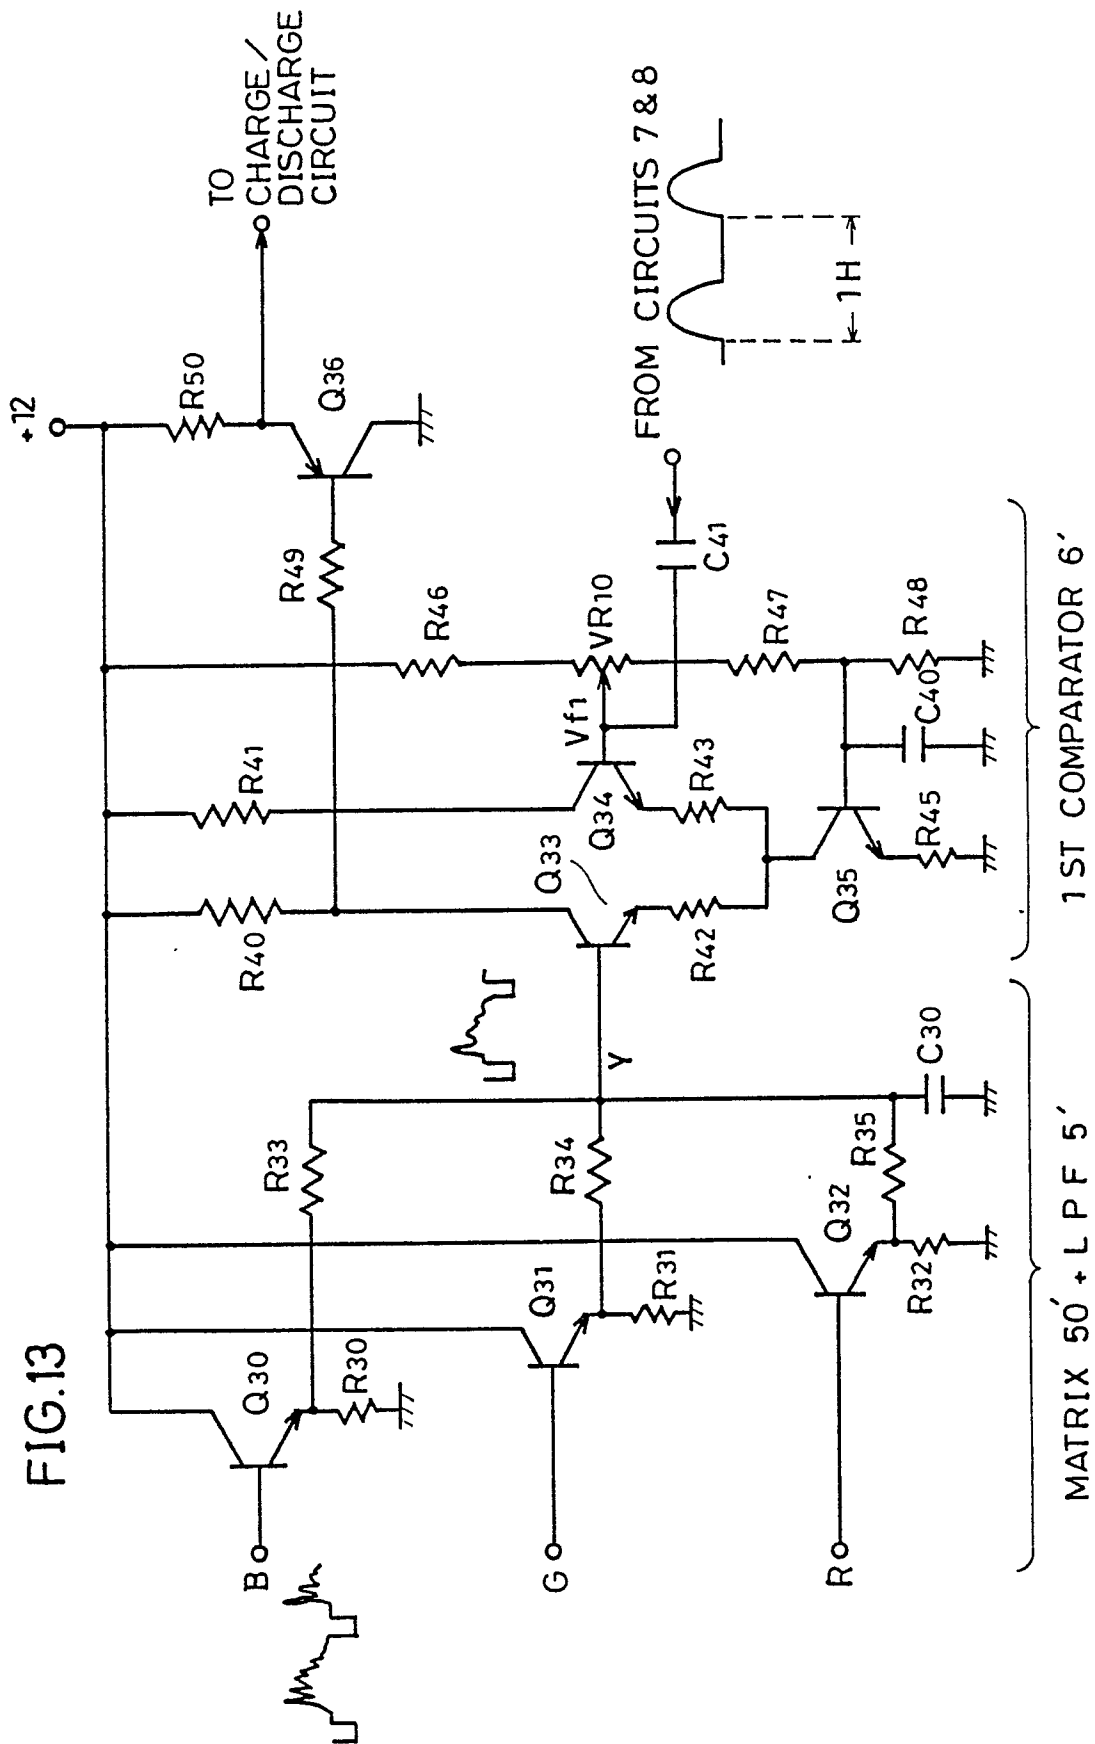 FIG.13
+12
R50
TO
CHARGE/
DISCHARGE
CIRCUIT
Q36
R49
R41
R40
R46
VR10
Vf1
Q34
Q33
R43
R42
C41
FROM CIRCUITS 7&8
1H
R47
R48
C40
Q35
R45
B
Q30
R30
R33
G
Q31
R31
R34
Y
R
Q32
R32
R35
C30
MATRIX 50' + LPF 5'
1ST COMPARATOR 6'